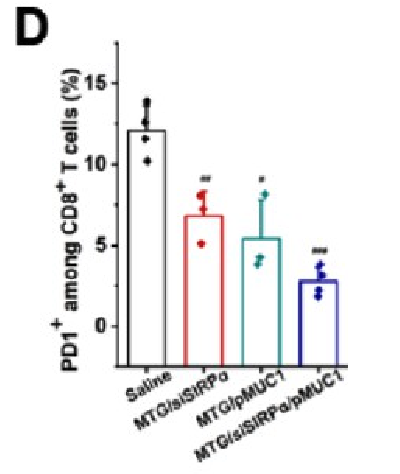 D
PD1+ among CD8+ T cells (%)
15
10
5
0
##
#
###
Saline
MTG/siSIRPα
MTG/pMUC1
MTG/siSIRPα/pMUC1